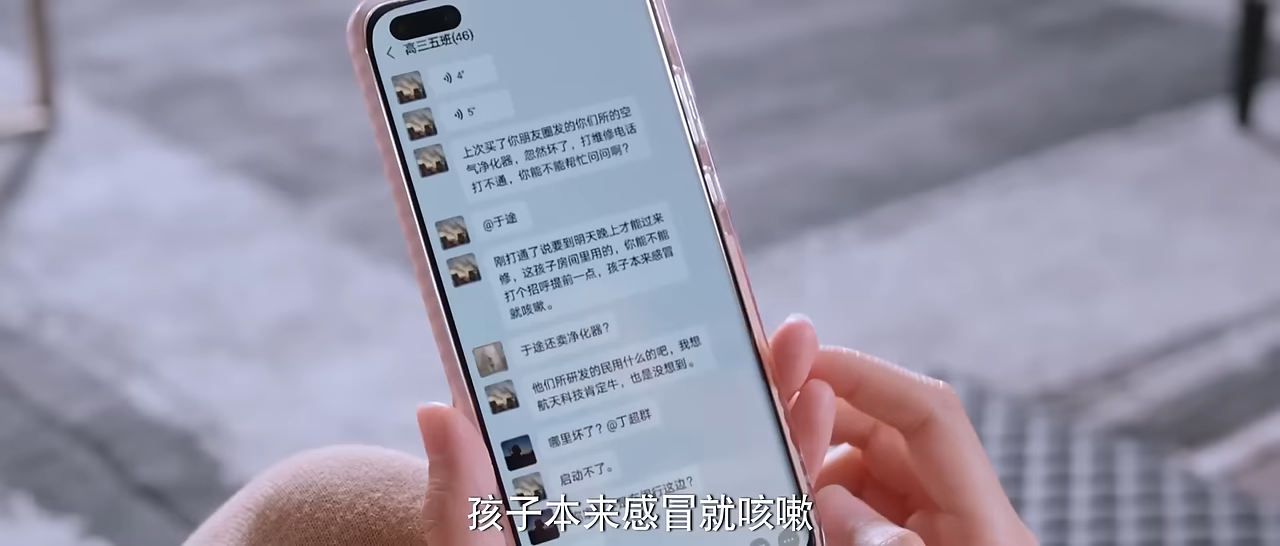 高三五班(46)
4"
5"
上次买了你朋友圈发的你们所的空
气净化器，忽然坏了，打维修电话
打不通，你能不能帮忙问问啊？
@于途
刚打通了说要到明天晚上才能过来
修，这孩子房间里用的，你能不能
打个招呼提前一点，孩子本来感冒
就咳嗽。
于途还卖净化器？
他们所研发的民用什么的吧，我想
航天科技肯定牛，也是没想到。
哪里坏了？@丁超群
启动不了。
行这边？
孩子本来感冒就咳嗽